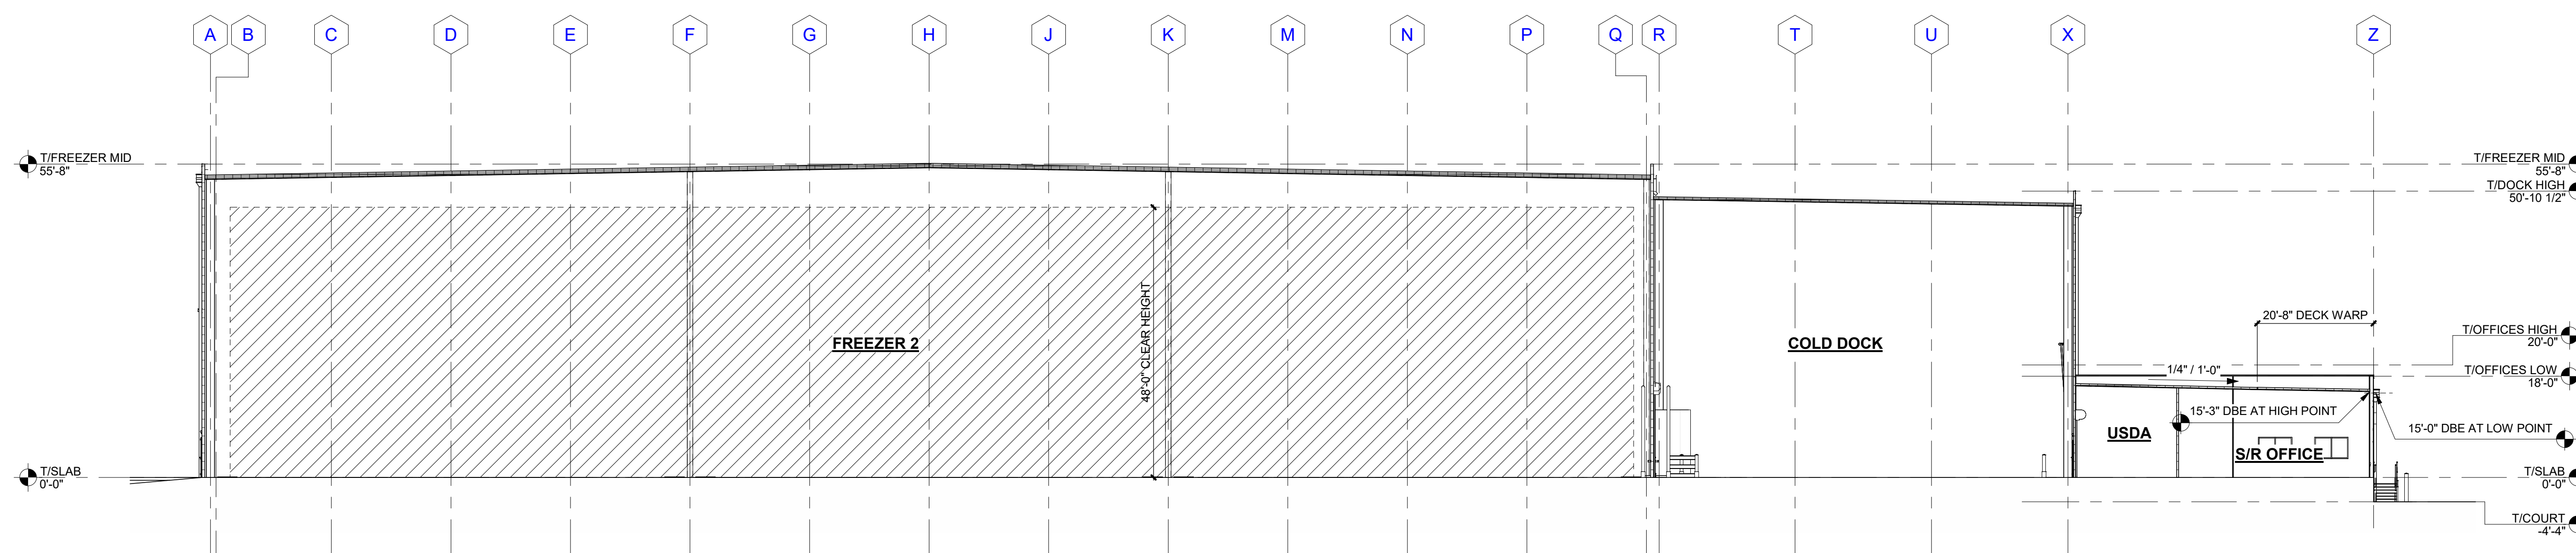 A B C D E F G H J K M N P Q R T U X Z
T/FREEZER MID
55'-8"
T/FREEZER MID
55'-8"
T/DOCK HIGH
50'-10 1/2"
48'-0" CLEAR HEIGHT
FREEZER 2
COLD DOCK
20'-8" DECK WARP
T/OFFICES HIGH
20'-0"
1/4" / 1'-0"
T/OFFICES LOW
18'-0"
15'-3" DBE AT HIGH POINT
15'-0" DBE AT LOW POINT
USDA
S/R OFFICE
T/SLAB
0'-0"
T/SLAB
0'-0"
T/COURT
-4'-4"